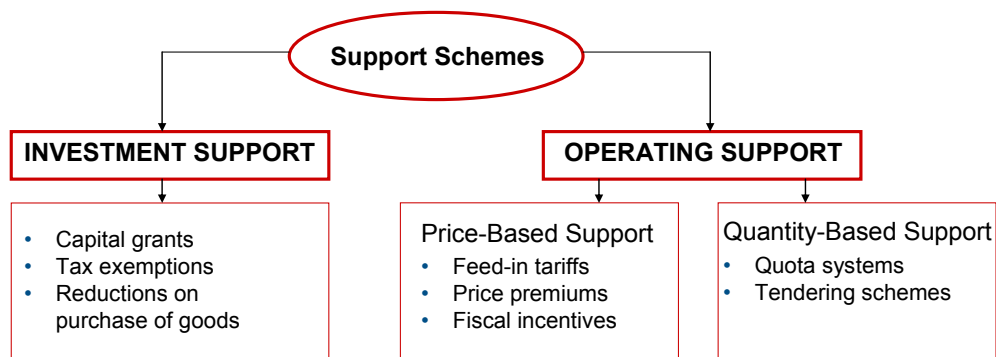 Support Schemes
INVESTMENT SUPPORT
OPERATING SUPPORT
• Capital grants
• Tax exemptions
• Reductions on
purchase of goods
Price-Based Support
• Feed-in tariffs
• Price premiums
• Fiscal incentives
Quantity-Based Support
• Quota systems
• Tendering schemes